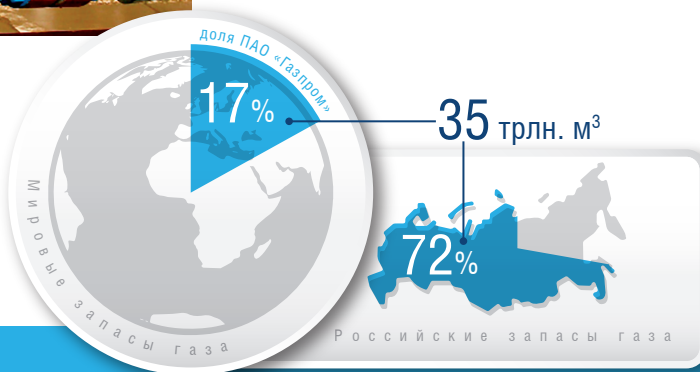 доля ПАО «Газпром»
17%
35 трлн. м³
72%
Мировые запасы газа
Российские запасы газа